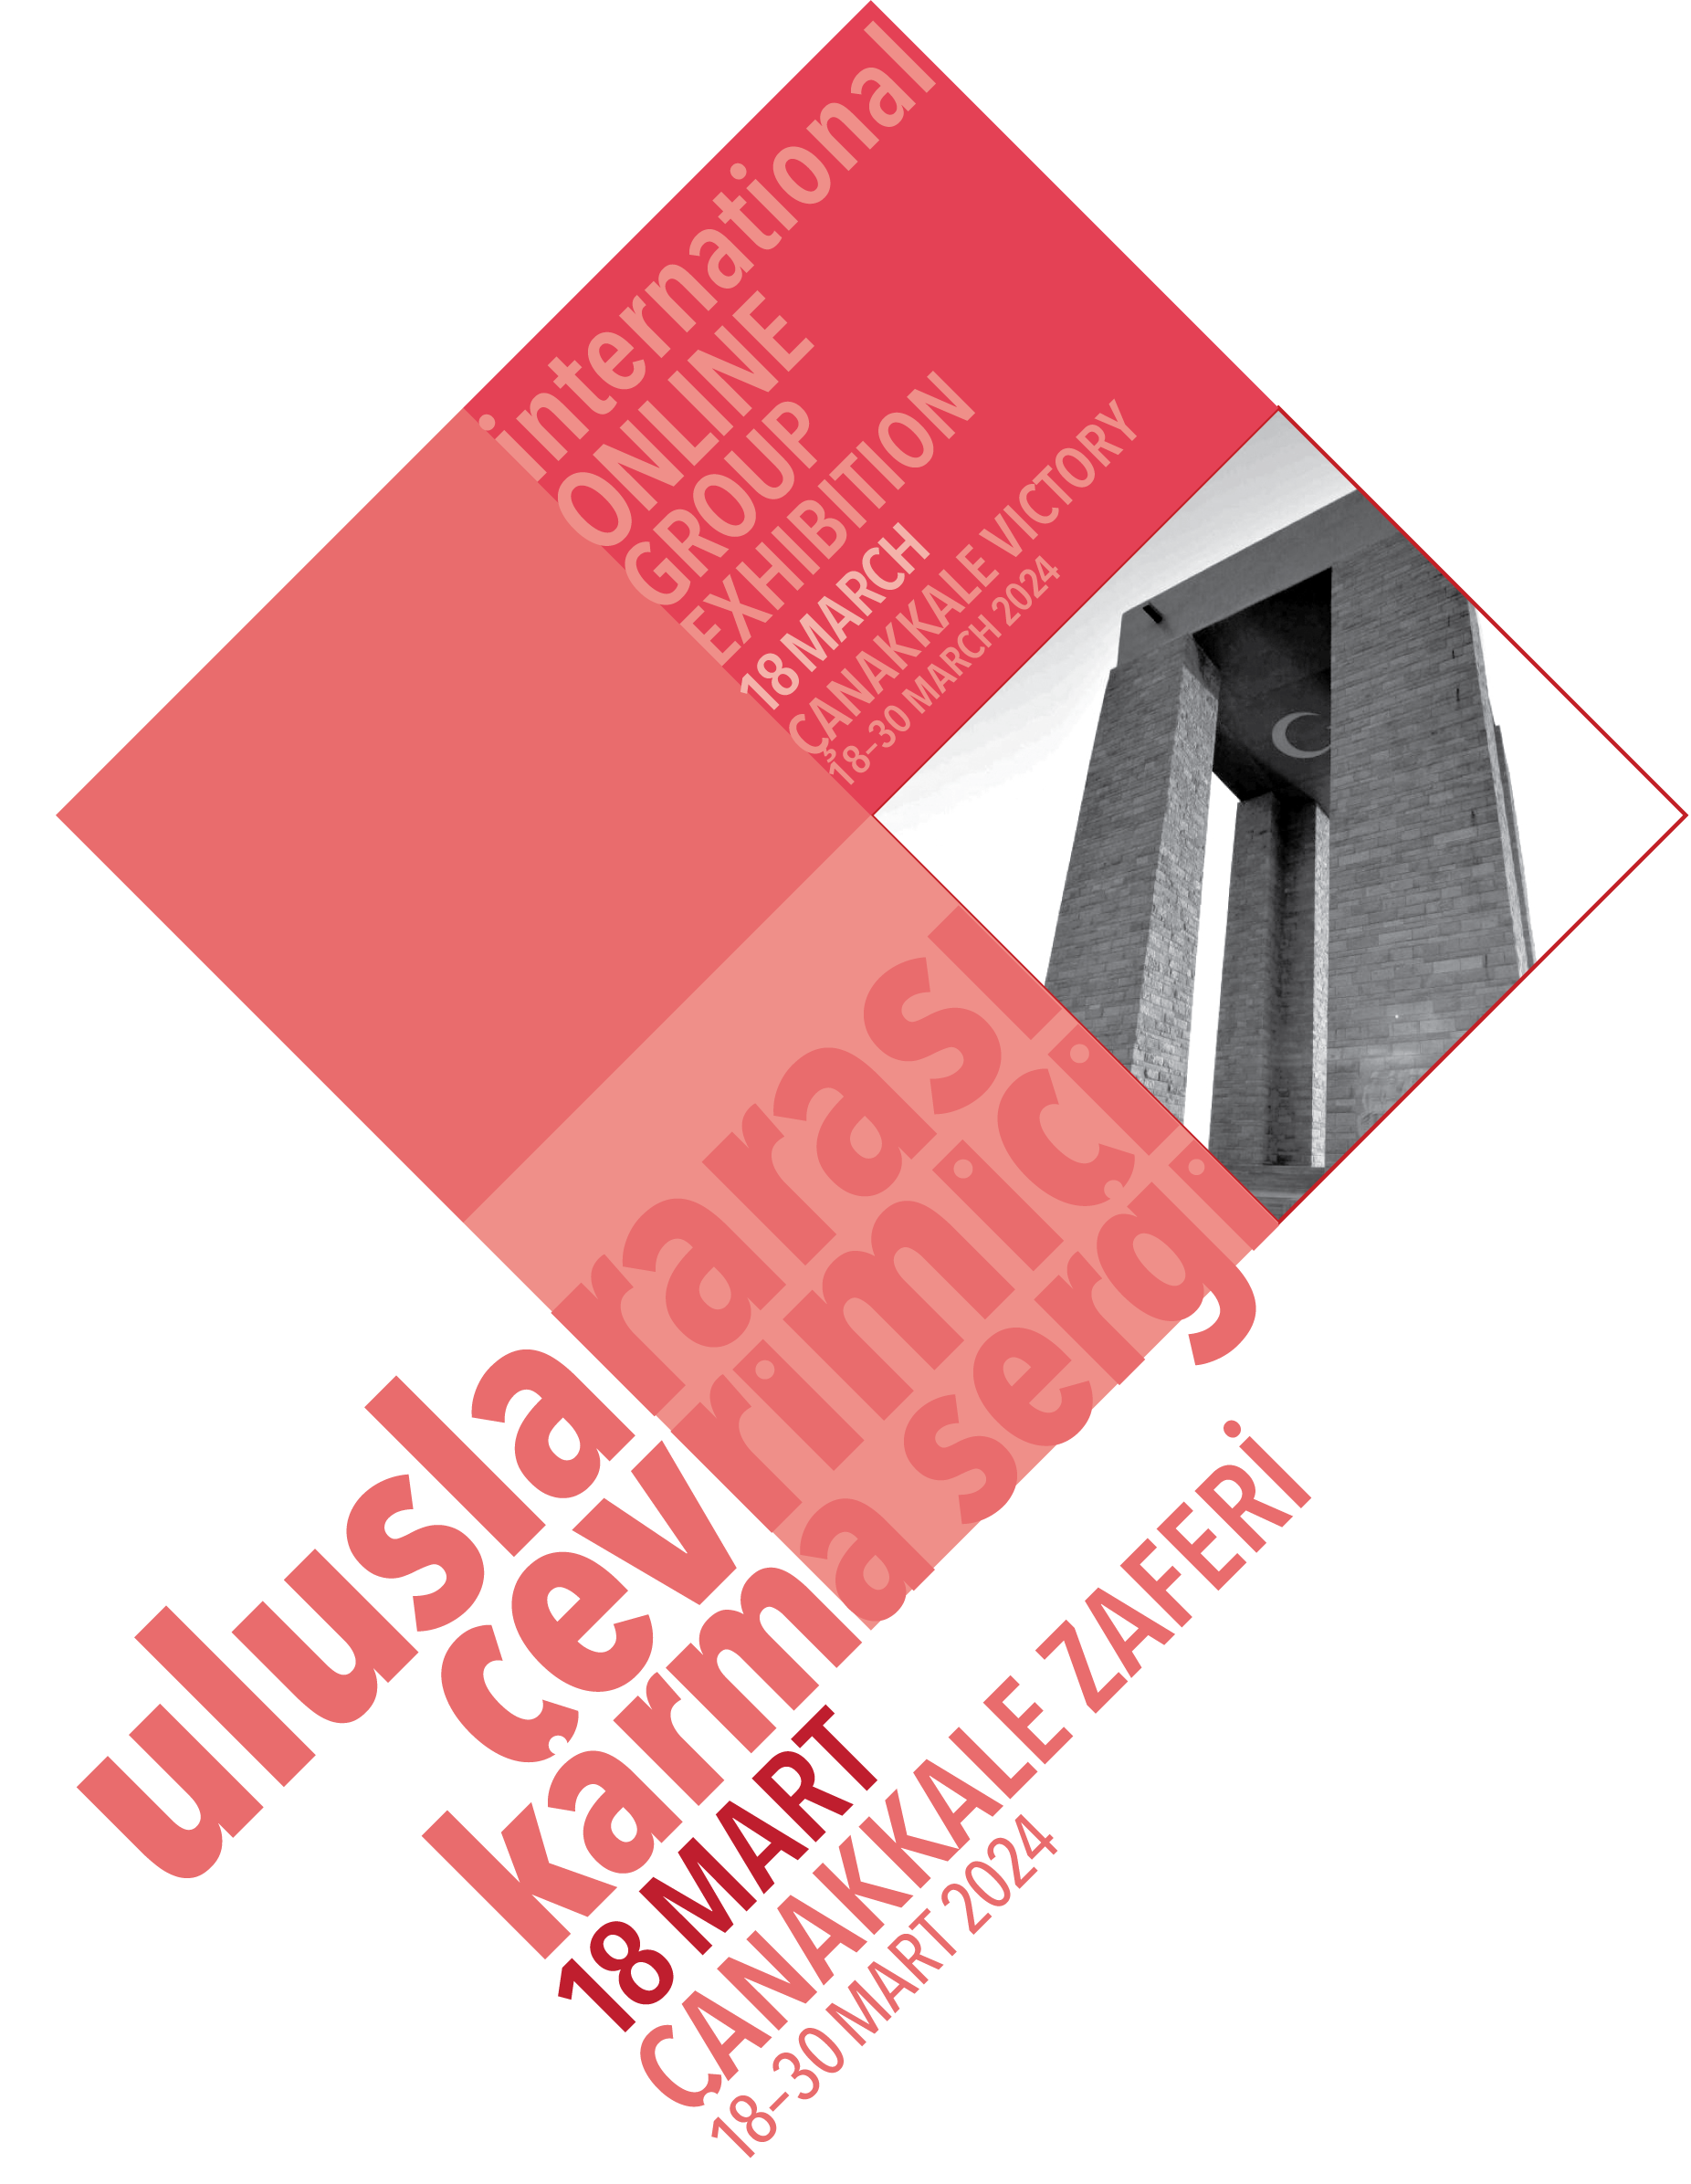 international
ONLINE
GROUP
EXHIBITION
18 MARCH
ÇANAKKALE VICTORY
18-30 MARCH 2024
uluslararası
çevrimiçi
karma sergi
18 MART
ÇANAKKALE ZAFERİ
18-30 MART 2024